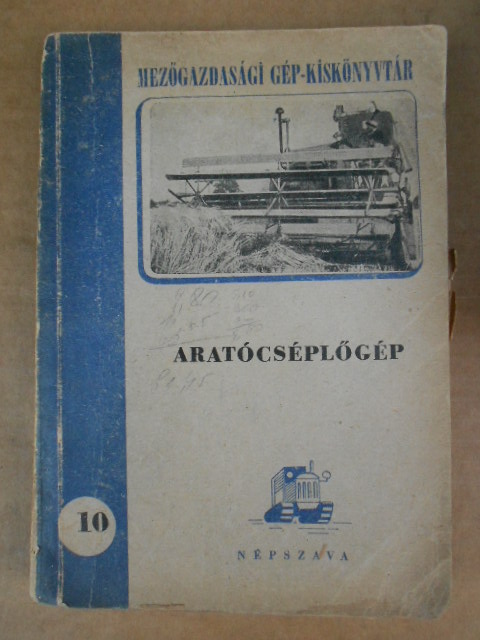 MEZŐGAZDASÁGI GÉP-KISKÖNYVTÁR
ARATÓCSÉPLŐGÉP
10
NÉPSZAVA